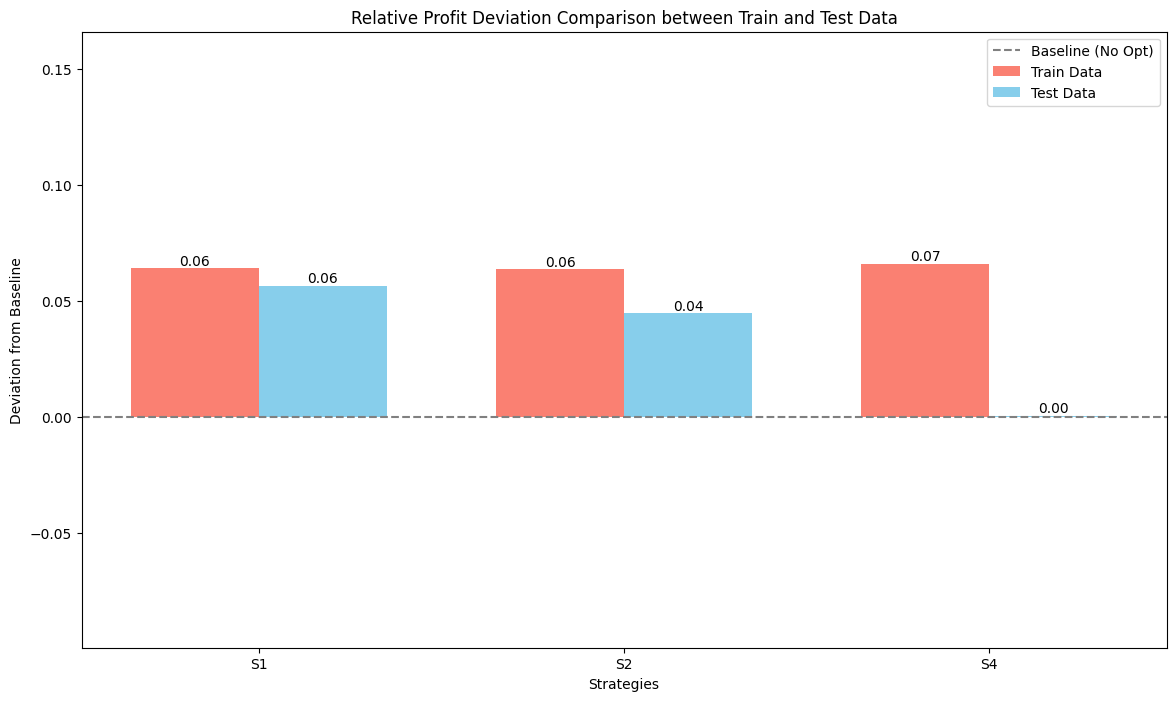 Relative Profit Deviation Comparison between Train and Test Data
Baseline (No Opt)
Train Data
Test Data
0.15
0.10
0.05
0.00
−0.05
Deviation from Baseline
0.06
0.06
0.06
0.04
0.07
0.00
S1
S2
S4
Strategies